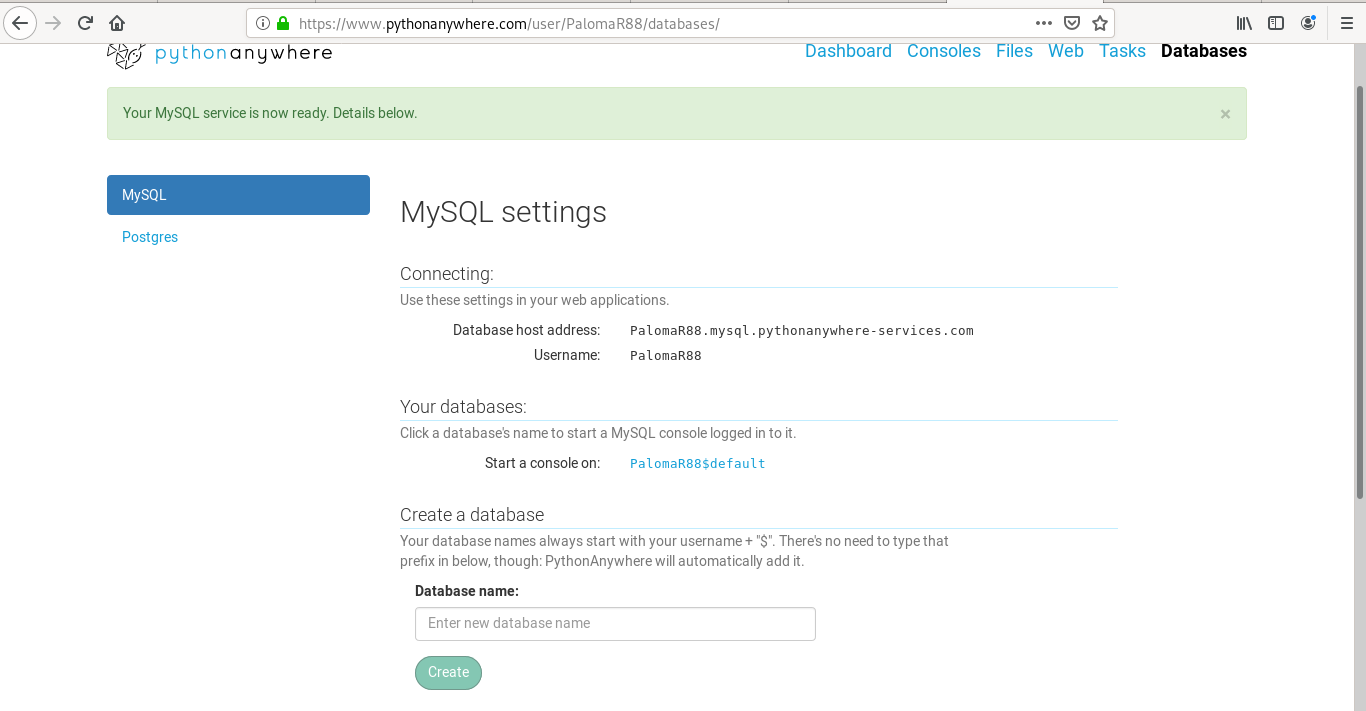 https://www.pythonanywhere.com/user/PalomaR88/databases/
pythonanywhere
Dashboard Consoles Files Web Tasks Databases
Your MySQL service is now ready. Details below.
×
MySQL
Postgres
MySQL settings
Connecting:
Use these settings in your web applications.
Database host address: PalomaR88.mysql.pythonanywhere-services.com
Username: PalomaR88
Your databases:
Click a database's name to start a MySQL console logged in to it.
Start a console on: PalomaR88$default
Create a database
Your database names always start with your username + "$". There's no need to type that
prefix in below, though: PythonAnywhere will automatically add it.
Database name:
Enter new database name
Create